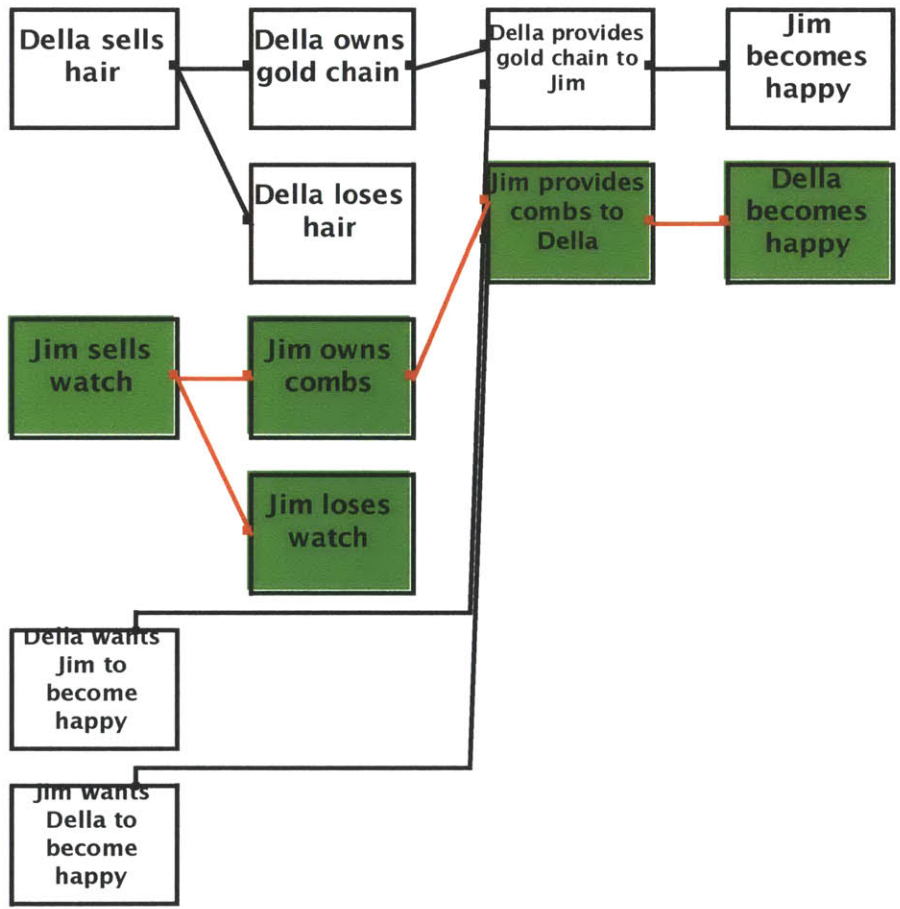 Della sells
hair
Della owns
gold chain
Della provides
gold chain to
Jim
Jim
becomes
happy
Della loses
hair
Jim provides
combs to
Della
Della
becomes
happy
Jim sells
watch
Jim owns
combs
Jim loses
watch
Della wants
Jim to
become
happy
Jim wants
Della to
become
happy